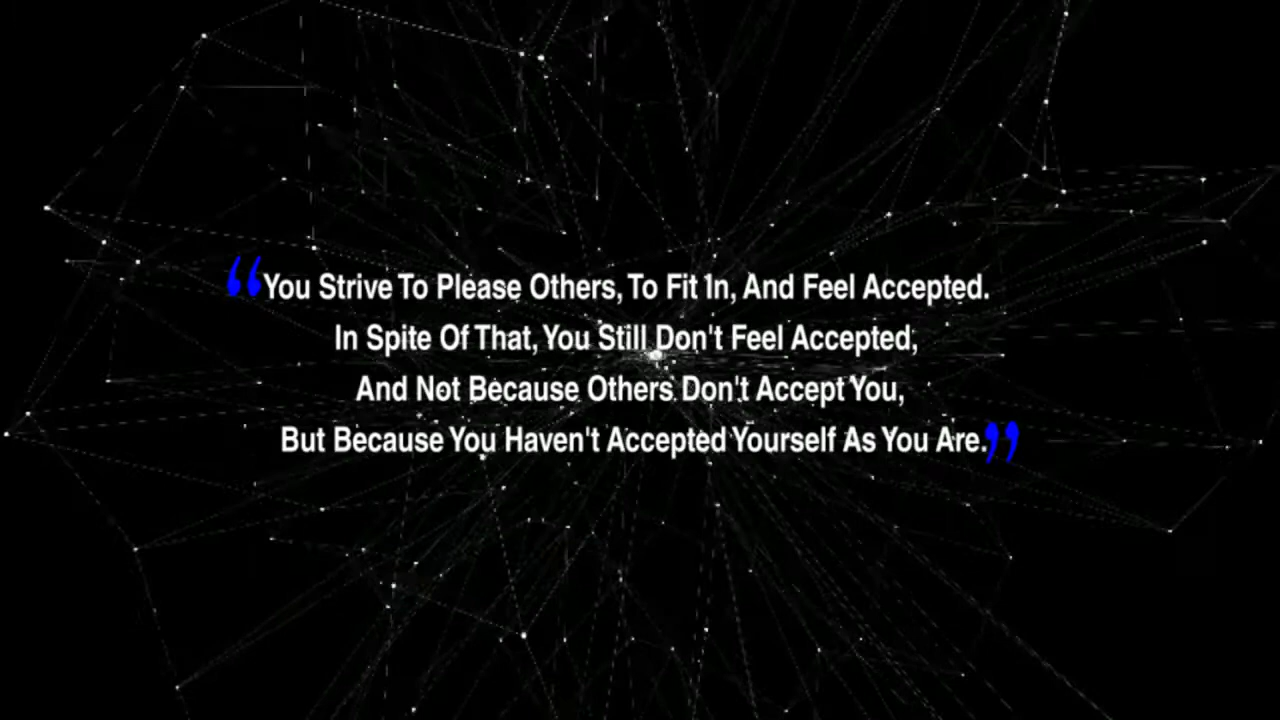 “You Strive To Please Others, To Fit In, And Feel Accepted.
In Spite Of That, You Still Don't Feel Accepted,
And Not Because Others Don't Accept You,
But Because You Haven't Accepted Yourself As You Are.”